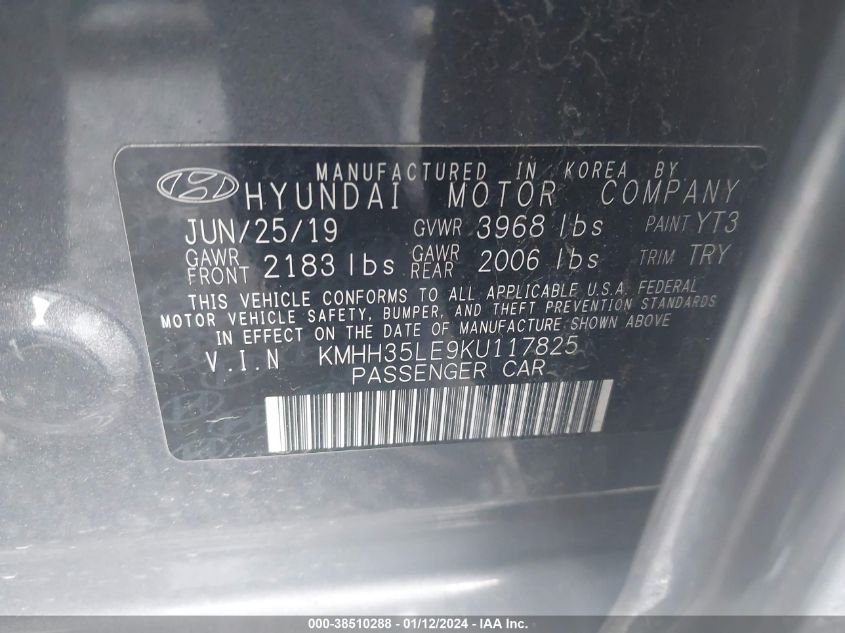 MANUFACTURED IN KOREA BY
HYUNDAI MOTOR COMPANY
JUN/25/19 GVWR 3968 lbs PAINT YT3
GAWR FRONT 2183 lbs GAWR REAR 2006 lbs TRIM TRY
THIS VEHICLE CONFORMS TO ALL APPLICABLE U.S.A. FEDERAL
MOTOR VEHICLE SAFETY, BUMPER, AND THEFT PREVENTION STANDARDS
IN EFFECT ON THE DATE OF MANUFACTURE SHOWN ABOVE
V.I.N KMHH35LE9KU117825
PASSENGER CAR
000-38510288 - 01/12/2024 - IAA Inc.